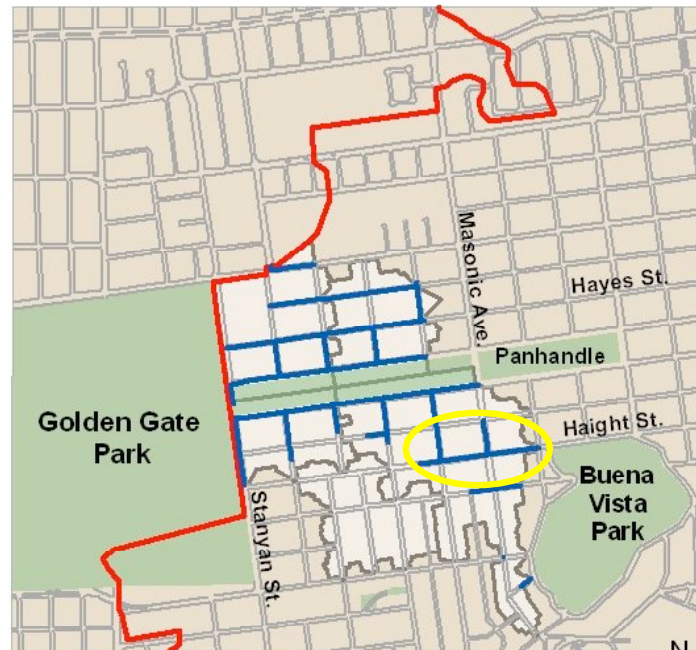 Masonic Ave.
Hayes St.
Panhandle
Golden Gate
Park
Haight St.
Buena
Vista
Park
Stanyan St.
N